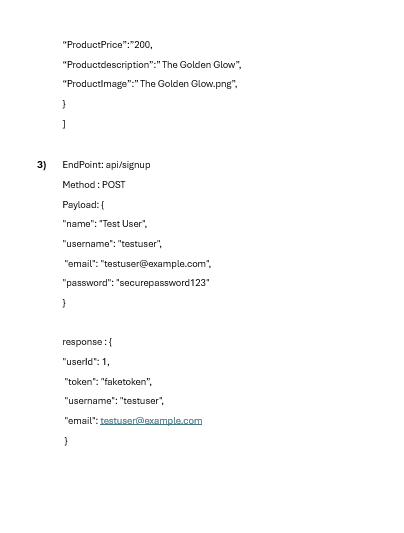 “ProductPrice”:”200,
“Productdescription”:” The Golden Glow”,
“ProductImage”:” The Golden Glow.png”,
}
]
3) EndPoint: api/signup
Method : POST
Payload: {
"name": "Test User",
"username": "testuser",
"email": "testuser@example.com",
"password": "securepassword123"
}
response : {
"userId": 1,
"token": "faketoken”,
"username": "testuser",
"email": testuser@example.com
}